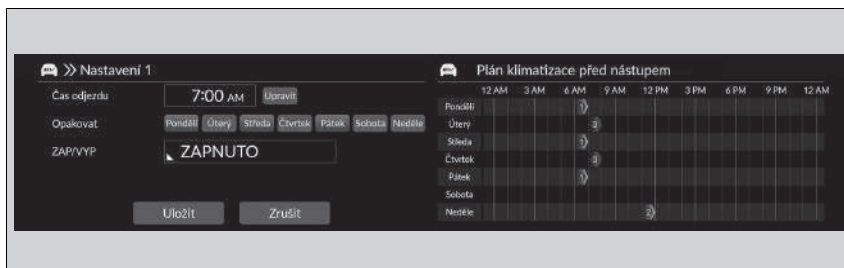 Nastavení 1
Čas odjezdu 7:00 AM Upravit
Opakovat Pondělí Úterý Středa Čtvrtek Pátek Sobota Neděle
ZAP/VYP ZAPNUTO
Uložit Zrušit
Plán klimatizace před nástupem
12 AM 3 AM 6 AM 9 AM 12 PM 3 PM 6 PM 9 PM 12 AM
Pondělí 1
Úterý 3
Středa 1
Čtvrtek 3
Pátek 1
Sobota
Neděle 2